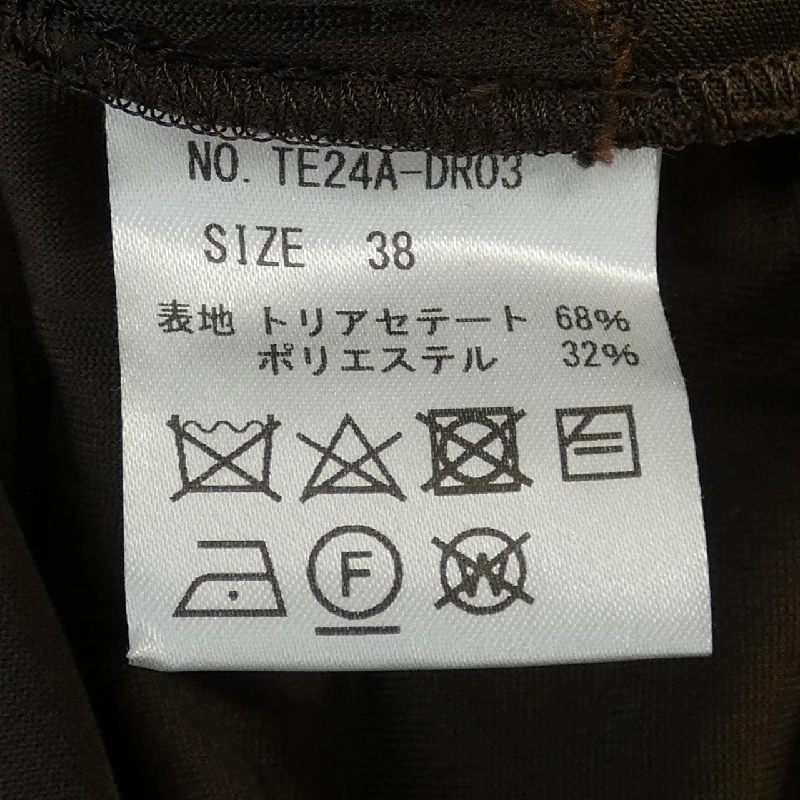 NO. TE24A-DR03
SIZE 38
表地 トリアセテート 68%
ポリエステル 32%
F
W